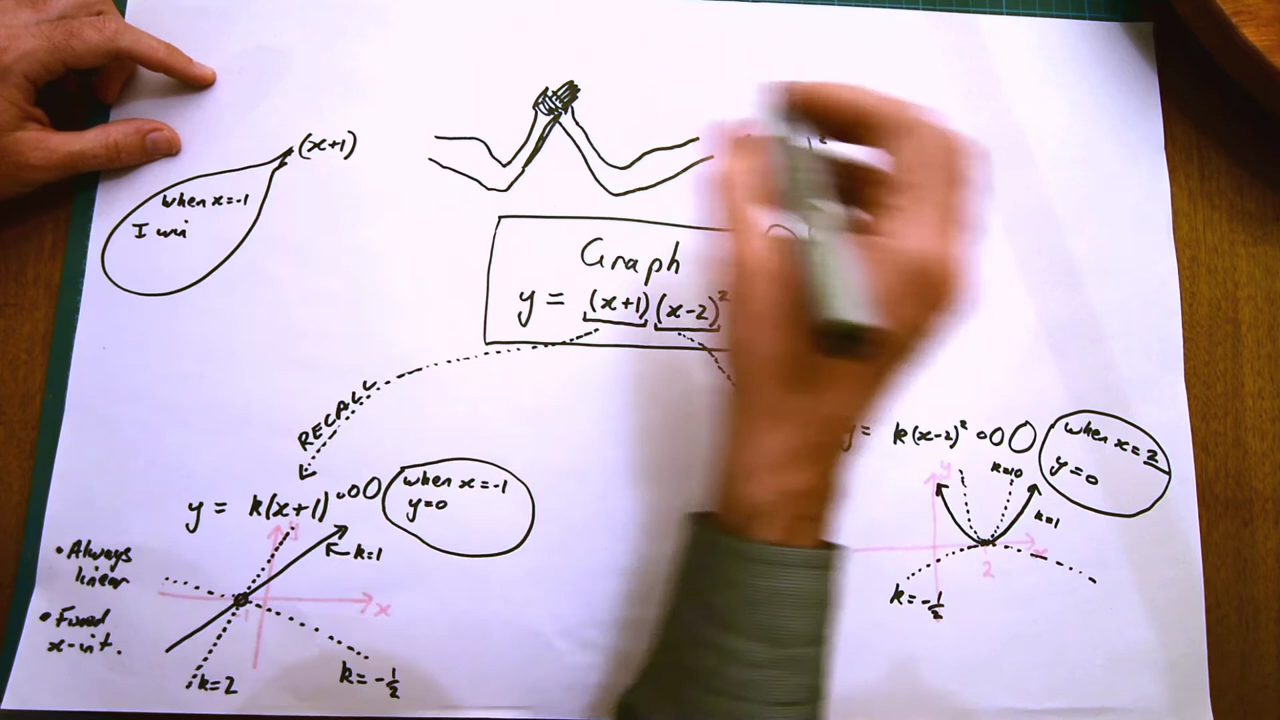 (x+1)
when x=-1
I win
Graph
y = (x+1)(x-2)²
RECALL
y = k(x+1)
when x=-1
y=0
y
k=1
x
• Always
linear
• Fixed
x-int.
k=2
k=-½
y= k(x-2)²
when x=2
y=0
y
k=10
k=1
x
2
k=-½